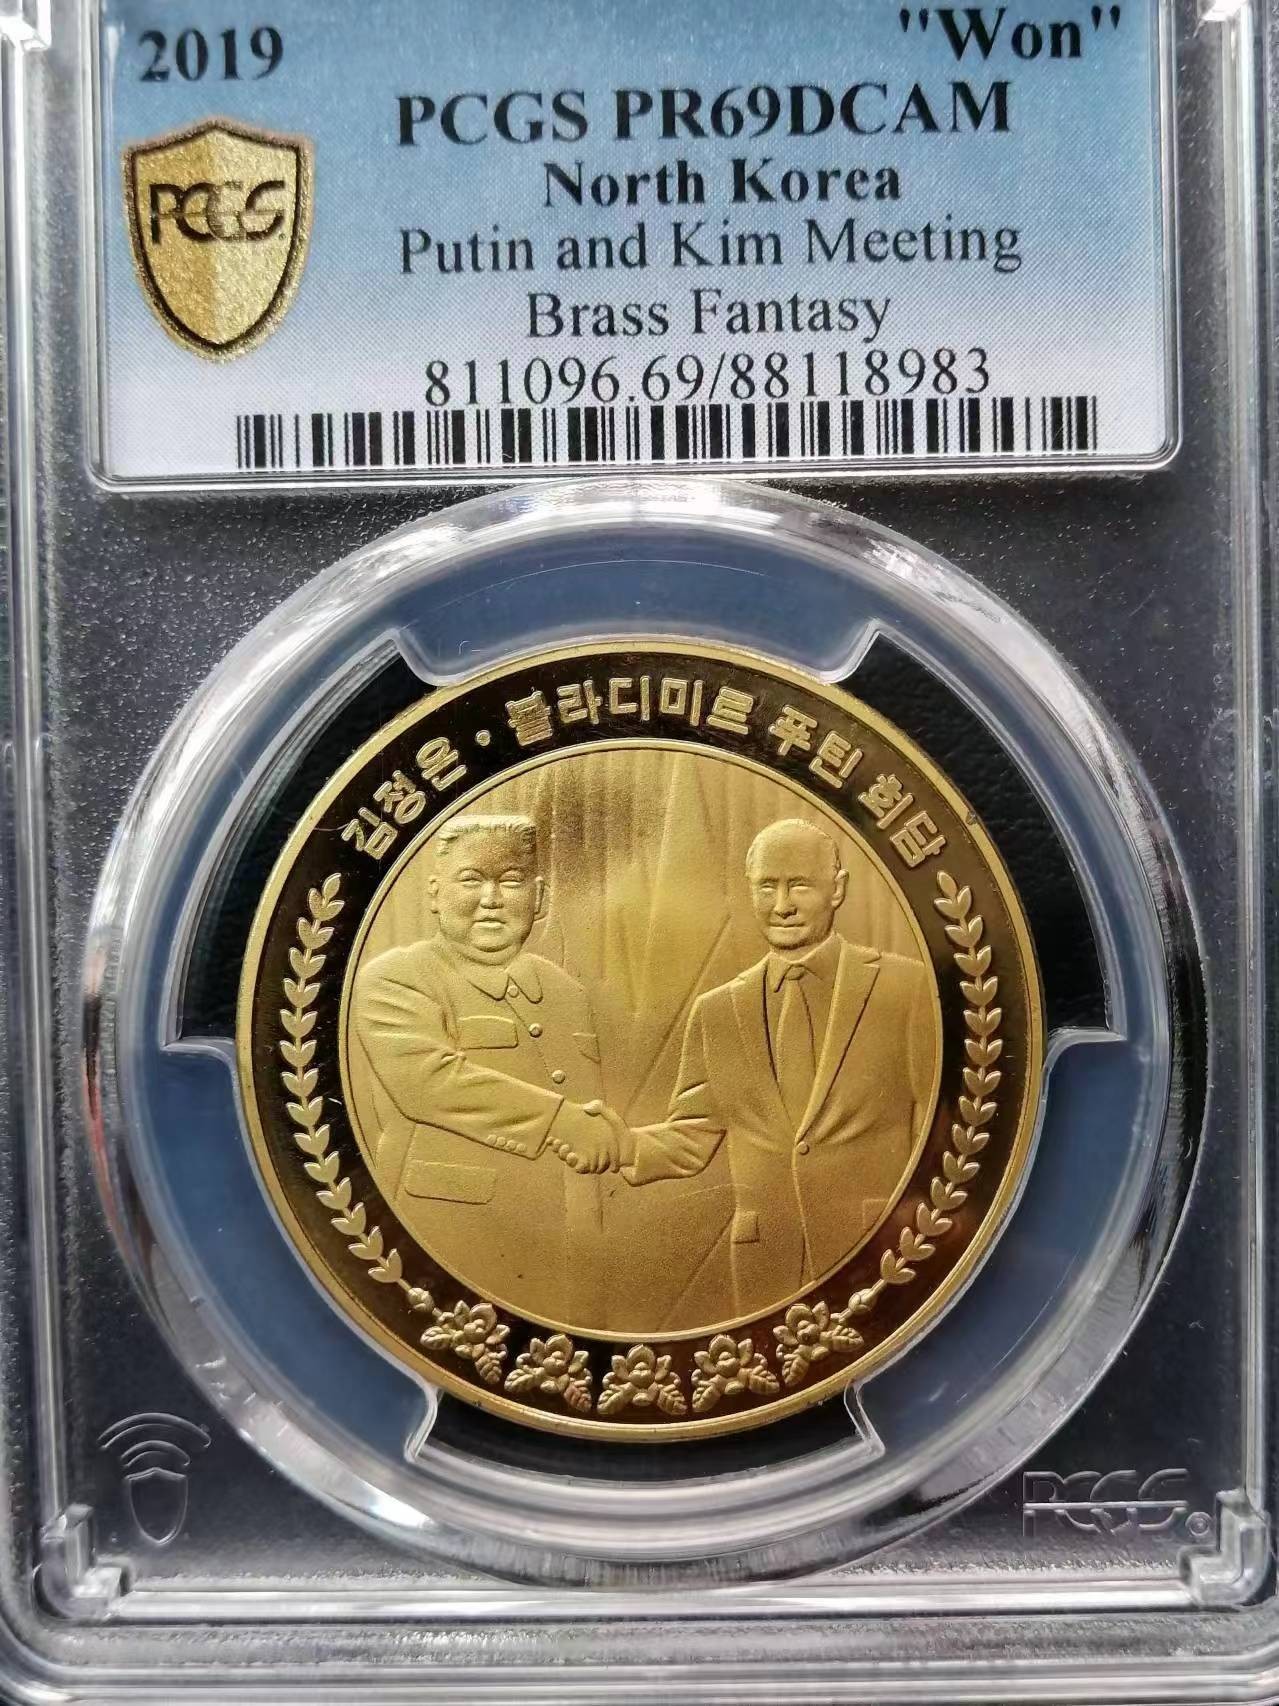 2019
"Won"
PCGS PR69DCAM
North Korea
PCGS
Putin and Kim Meeting
Brass Fantasy
811096.69/88118983
김정은·블라디미르 푸틴 회담
PCGS